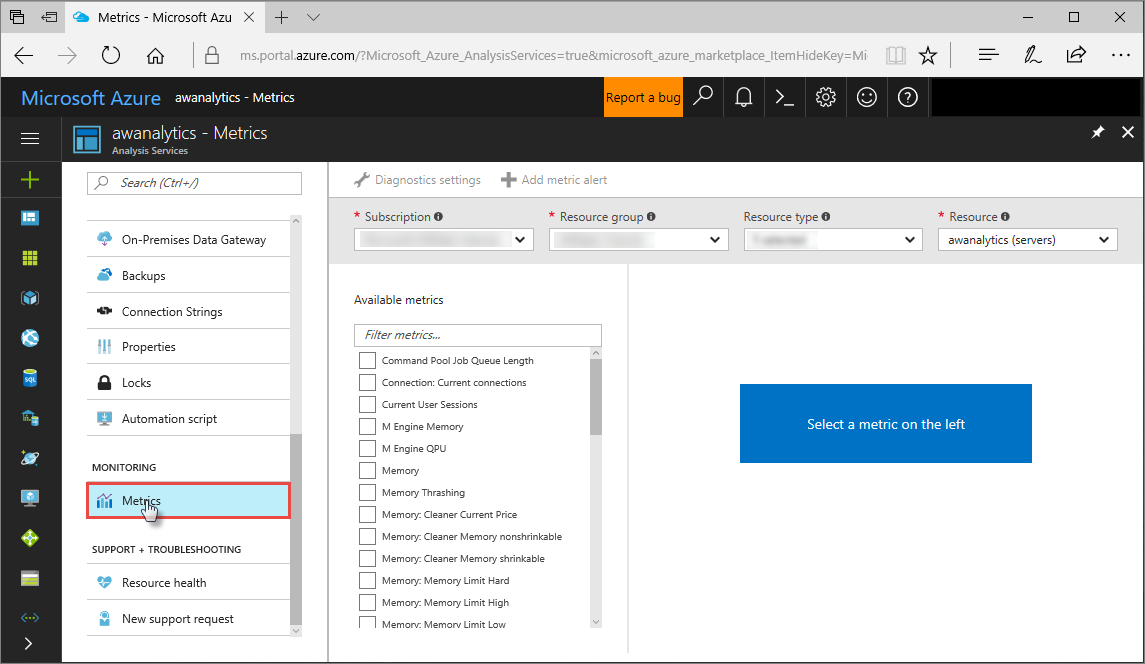 Metrics - Microsoft Azu
ms.portal.azure.com/?Microsoft_Azure_AnalysisServices=true&microsoft_azure_marketplace_ItemHideKey=Mi
Microsoft Azure awanalytics - Metrics Report a bug
awanalytics - Metrics
Analysis Services
Search (Ctrl+/)
On-Premises Data Gateway
Backups
Connection Strings
Properties
Locks
Automation script
MONITORING
Metrics
SUPPORT + TROUBLESHOOTING
Resource health
New support request
Diagnostics settings Add metric alert
* Subscription * Resource group Resource type * Resource
awanalytics (servers)
Available metrics
Filter metrics...
Command Pool Job Queue Length
Connection: Current connections
Current User Sessions
M Engine Memory
M Engine QPU
Memory
Memory Thrashing
Memory: Cleaner Current Price
Memory: Cleaner Memory nonshrinkable
Memory: Cleaner Memory shrinkable
Memory: Memory Limit Hard
Memory: Memory Limit High
Memory: Memory Limit Low
Select a metric on the left
SQL